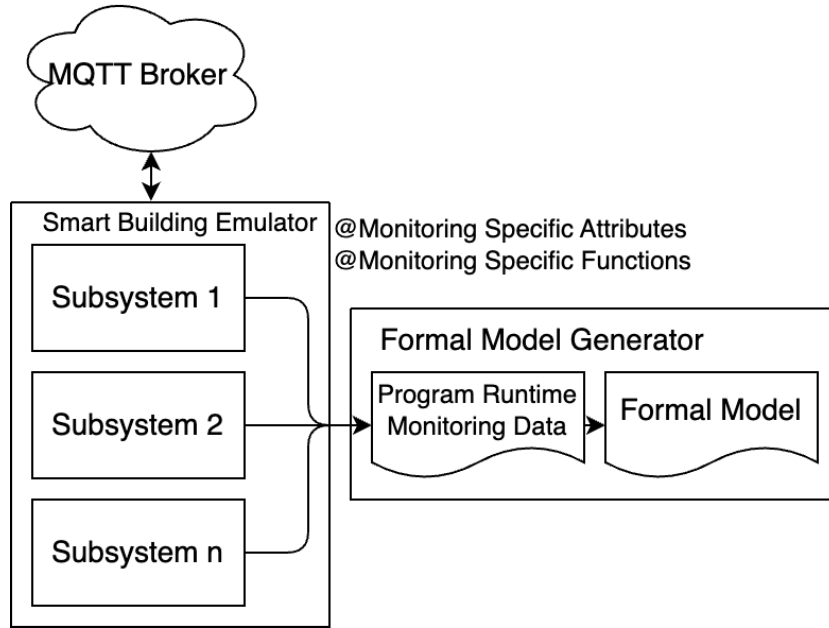 MQTT Broker
Smart Building Emulator
@Monitoring Specific Attributes
@Monitoring Specific Functions
Subsystem 1
Subsystem 2
Subsystem n
Formal Model Generator
Program Runtime
Monitoring Data
Formal Model